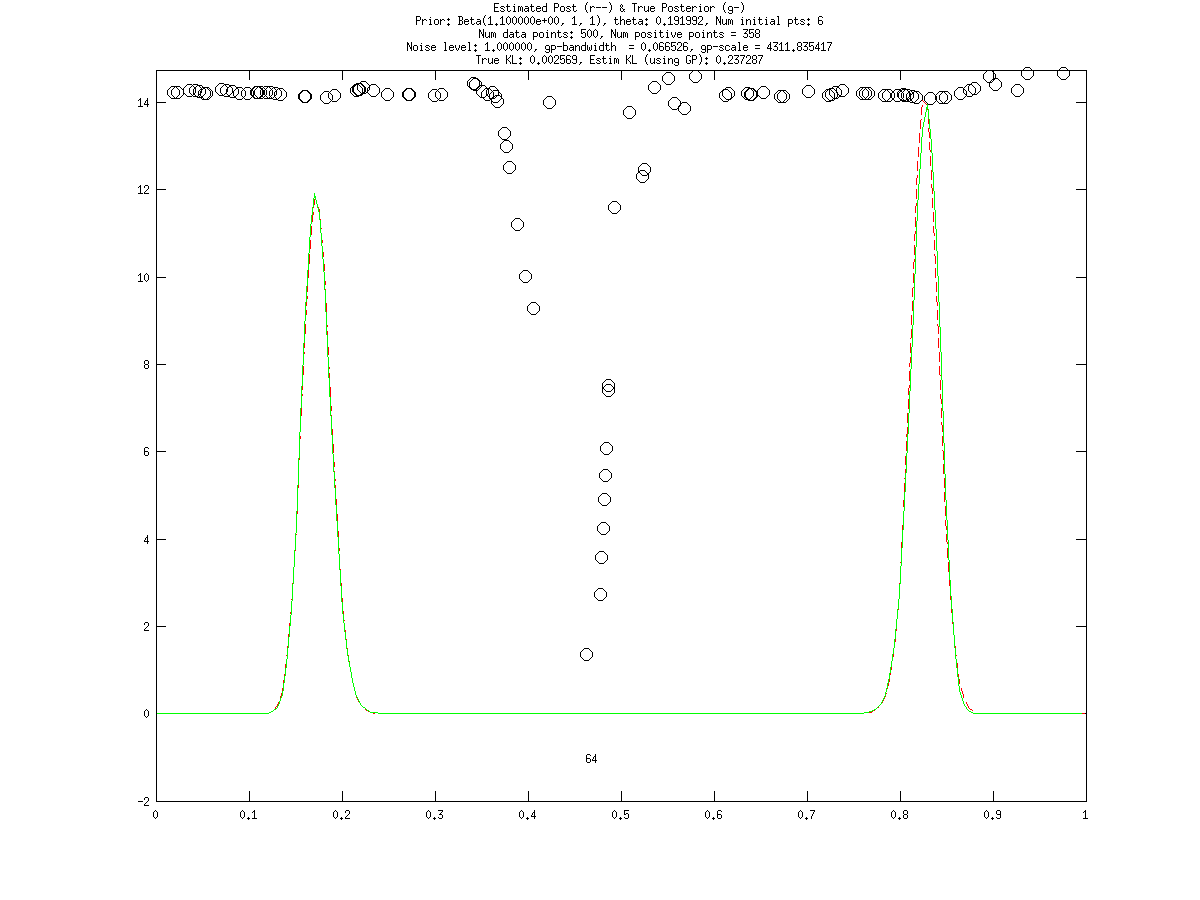 Estimated Post (r--) & True Posterior (g-)
Prior: Beta(1.100000e+00, 1, 1), theta: 0.191992, Num initial pts: 6
Num data points: 500, Num positive points = 358
Noise level: 1.000000, gp-bandwidth  = 0.066526, gp-scale = 4311.835417
True KL: 0.002569, Estim KL (using GP): 0.237287
14
12
10
8
6
4
2
0
64
-2
0 0.1 0.2 0.3 0.4 0.5 0.6 0.7 0.8 0.9 1